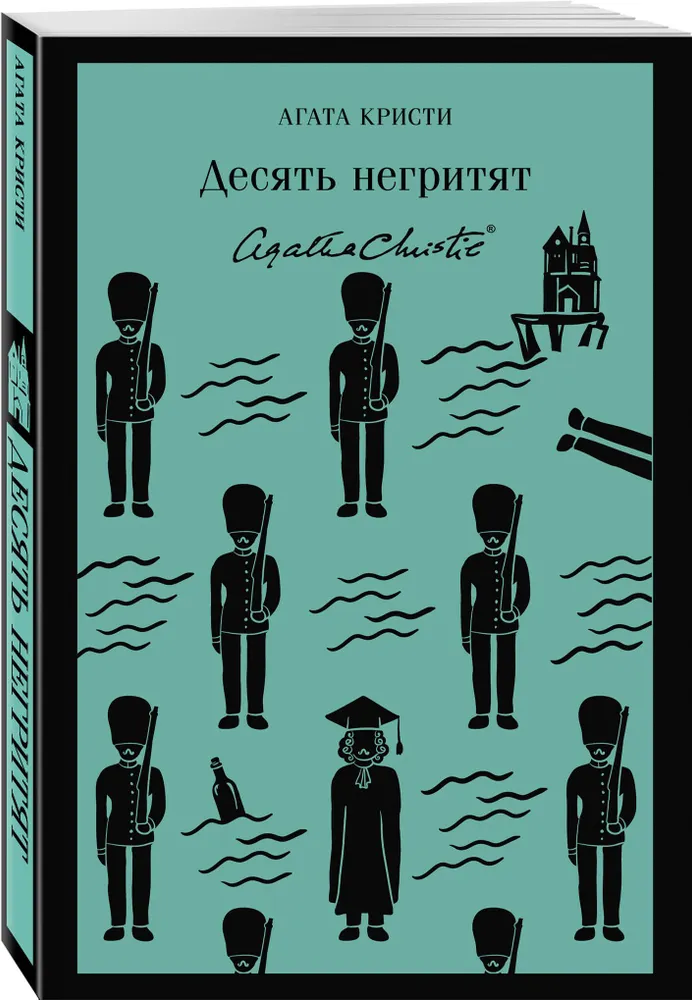 АГАТА КРИСТИ
Десять негритят
Agatha Christie®
АГАТА КРИСТИ
ДЕСЯТЬ НЕГРИТЯТ